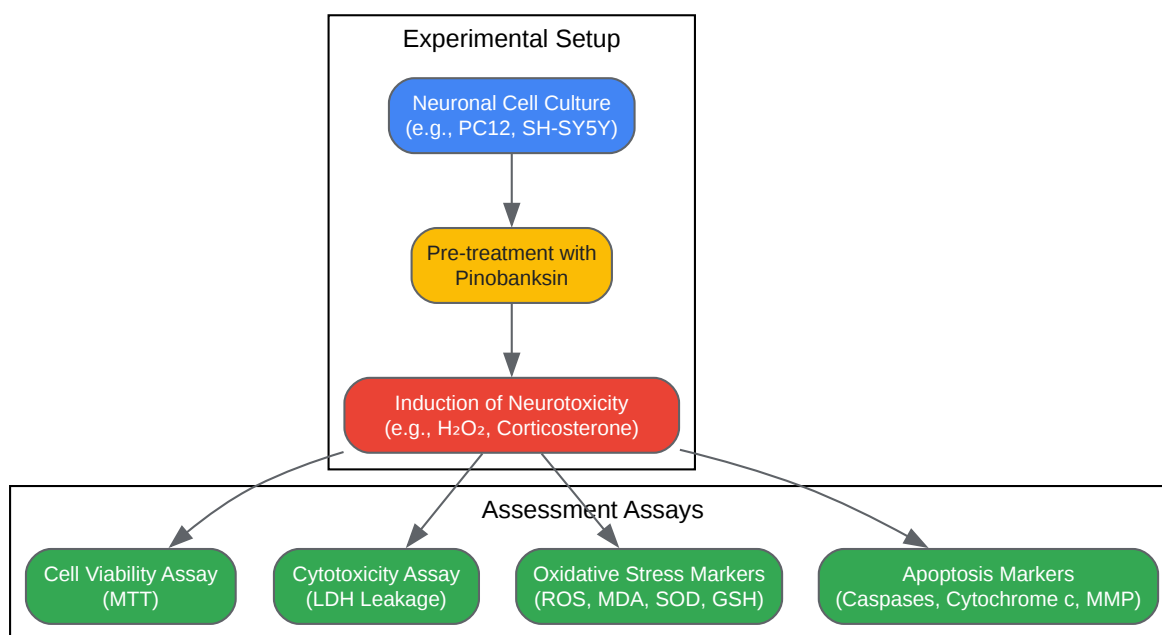 Experimental Setup
Neuronal Cell Culture
(e.g., PC12, SH-SY5Y)
Pre-treatment with
Pinobanksin
Induction of Neurotoxicity
(e.g., H₂O₂, Corticosterone)
Assessment Assays
Cell Viability Assay
(MTT)
Cytotoxicity Assay
(LDH Leakage)
Oxidative Stress Markers
(ROS, MDA, SOD, GSH)
Apoptosis Markers
(Caspases, Cytochrome c, MMP)